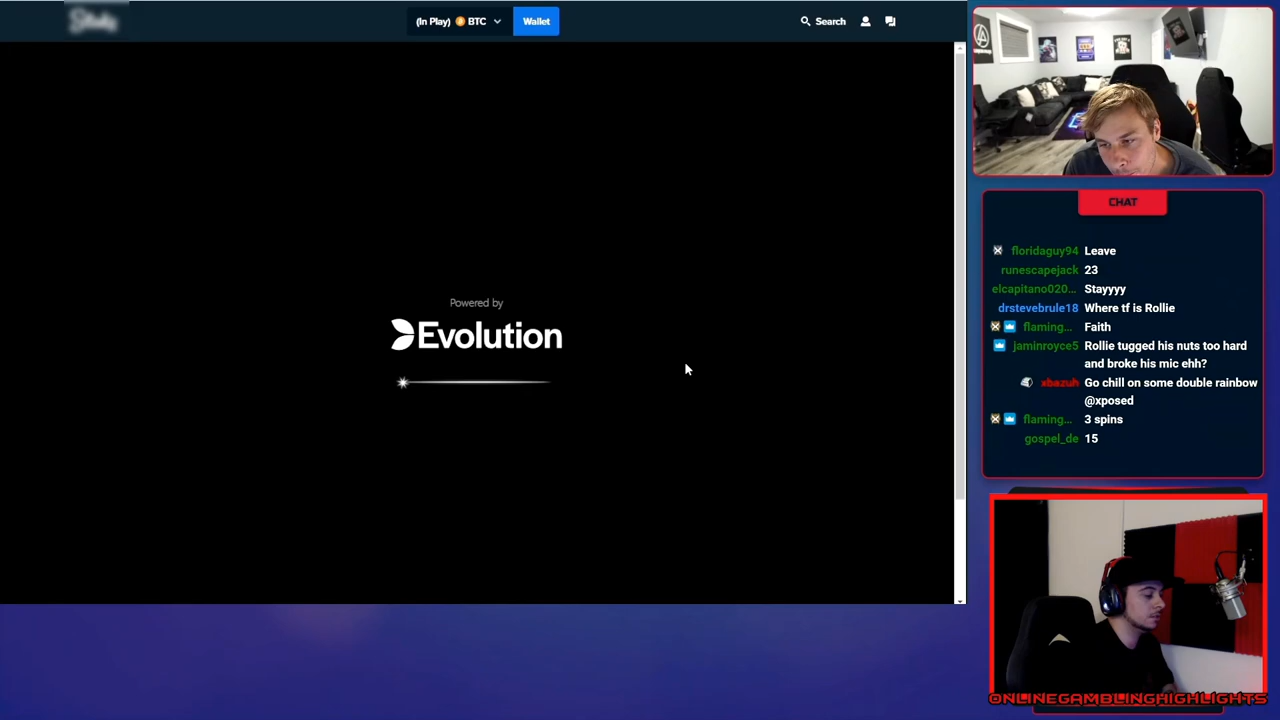 (In Play) BTC
Wallet
Search
Powered by
Evolution
CHAT
floridaguy94 Leave
runescapejack 23
elcapitano020... Stayyyy
drstevebrule18 Where tf is Rollie
flaming... Faith
jaminroyce5 Rollie tugged his nuts too hard
and broke his mic ehh?
xbazuh Go chill on some double rainbow
@xposed
flaming... 3 spins
gospel_de 15
ONLINEGAMBLINGHIGHLIGHTS